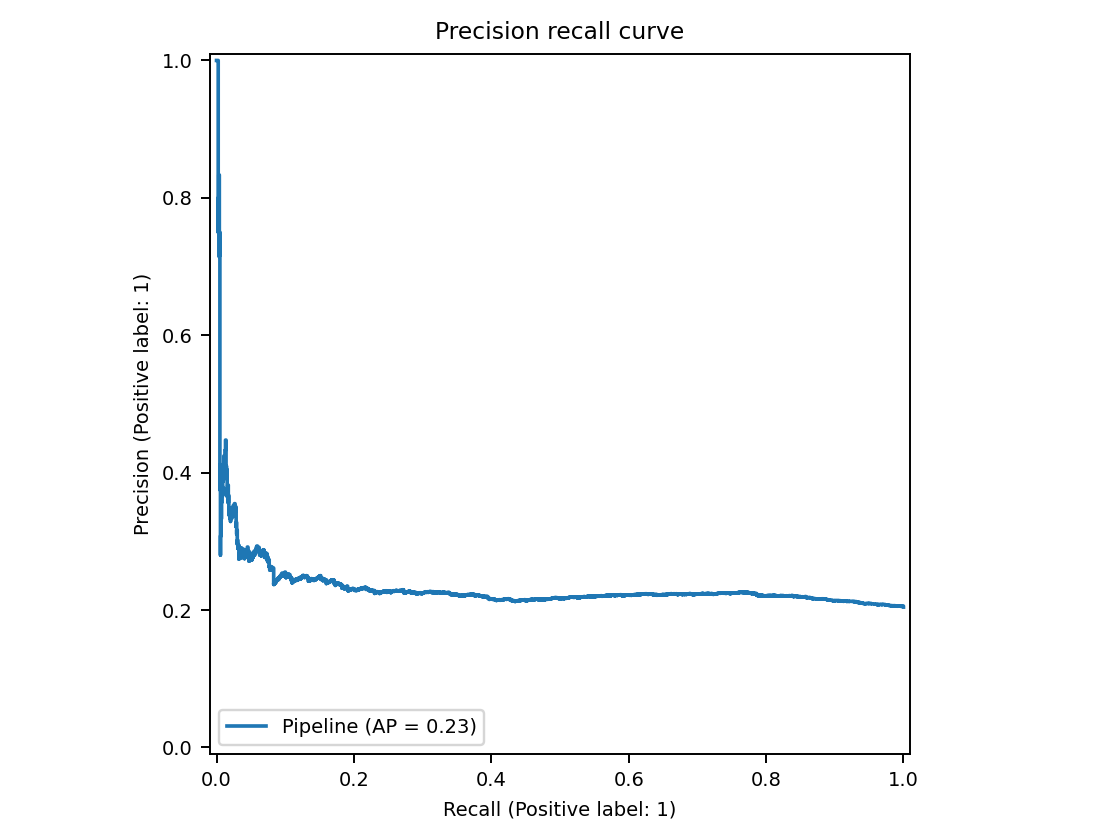 Precision recall curve
1.0
0.8
0.6
0.4
0.2
0.0
Precision (Positive label: 1)
Pipeline (AP = 0.23)
0.0 0.2 0.4 0.6 0.8 1.0
Recall (Positive label: 1)